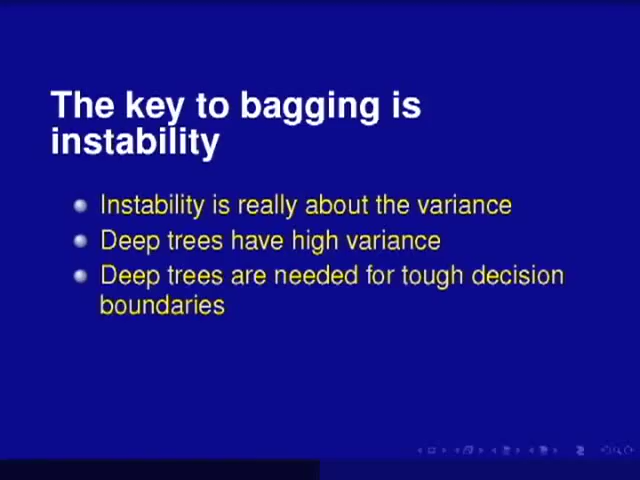 The key to bagging is
instability
Instability is really about the variance
Deep trees have high variance
Deep trees are needed for tough decision
boundaries